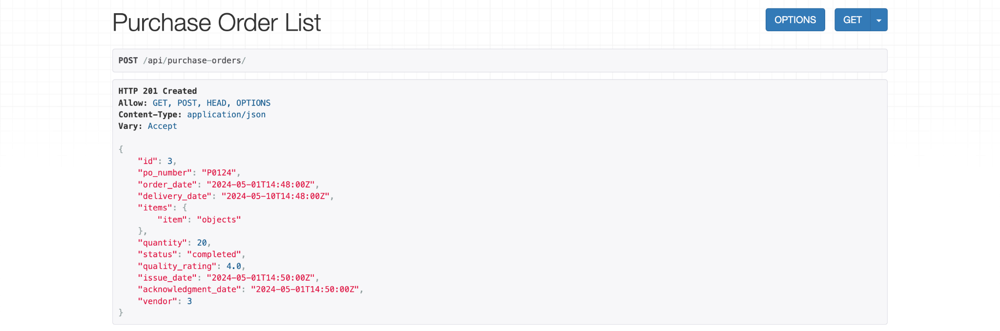 Purchase Order List
OPTIONS
GET
POST /api/purchase-orders/
HTTP 201 Created
Allow: GET, POST, HEAD, OPTIONS
Content-Type: application/json
Vary: Accept
{
    "id": 3,
    "po_number": "P0124",
    "order_date": "2024-05-01T14:48:00Z",
    "delivery_date": "2024-05-10T14:48:00Z",
    "items": {
        "item": "objects"
    },
    "quantity": 20,
    "status": "completed",
    "quality_rating": 4.0,
    "issue_date": "2024-05-01T14:50:00Z",
    "acknowledgment_date": "2024-05-01T14:50:00Z",
    "vendor": 3
}